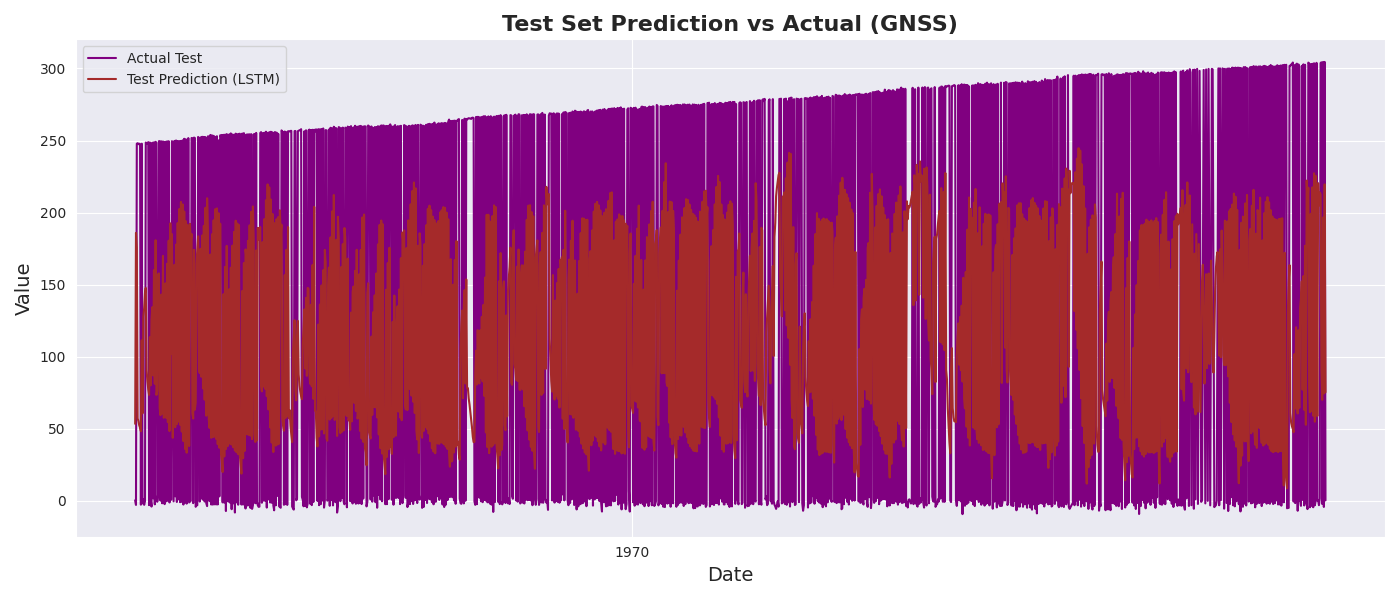 Test Set Prediction vs Actual (GNSS)
Actual Test
Test Prediction (LSTM)
300
250
200
150
100
50
0
Value
1970
Date